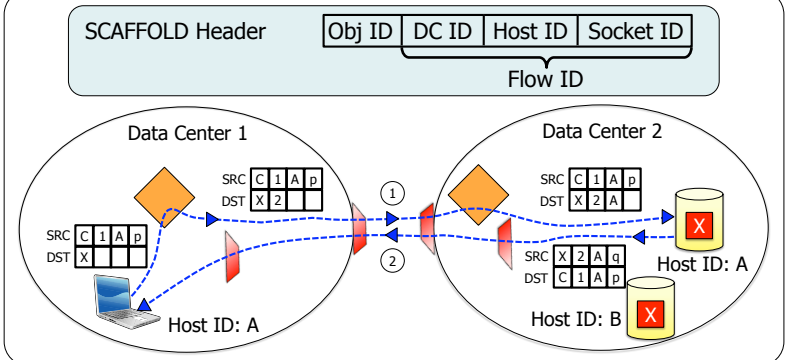 SCAFFOLD Header
Obj ID DC ID Host ID Socket ID
Flow ID
Data Center 1
Data Center 2
SRC C 1 A p
DST X 2
1
SRC C 1 A p
DST X 2 A
X
SRC C 1 A p
DST X
2
SRC X 2 A q
DST C 1 A p
Host ID: A
Host ID: A
Host ID: B
X